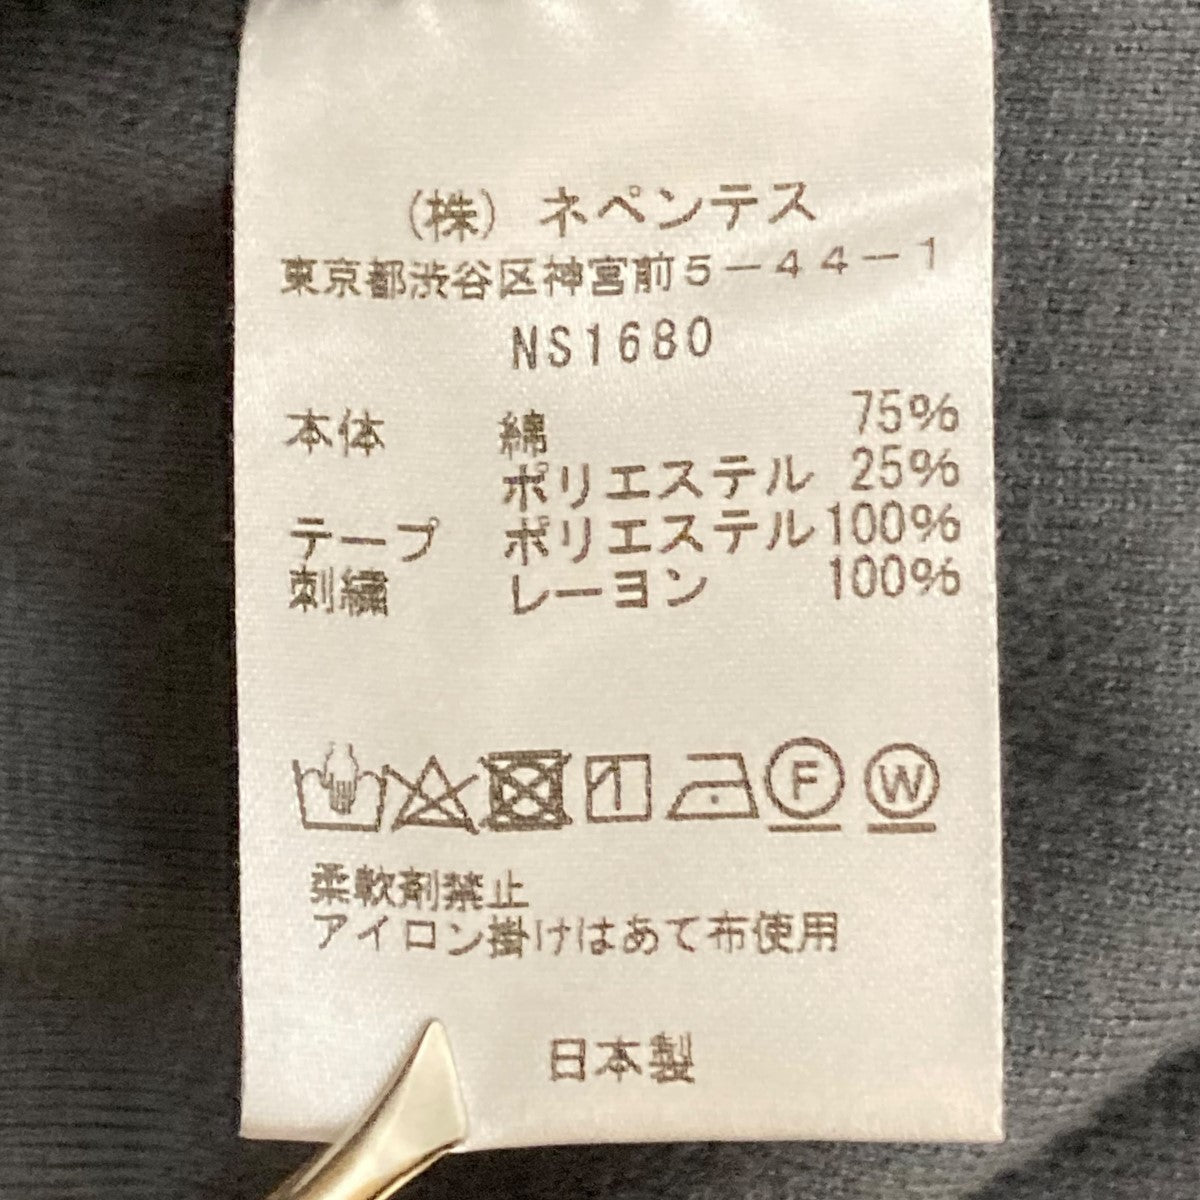 (株) ネペンテス
東京都渋谷区神宮前5-44-1
NS1680
本体 綿 75%
ポリエステル 25%
テープ ポリエステル 100%
刺繍 レーヨン 100%
F W
柔軟剤禁止
アイロン掛けはあて布使用
日本製